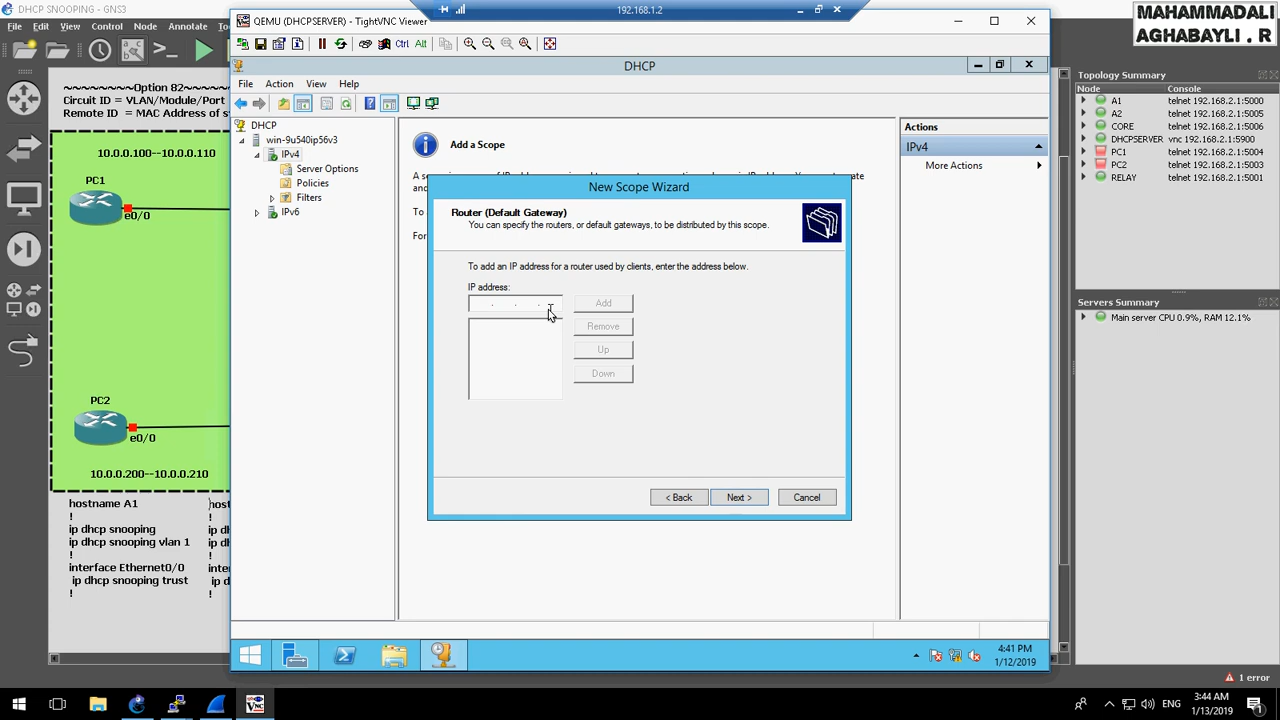 DHCP SNOOPING - GNS3
File Edit View Control Node Annotate
~~~~~~~~Option 82~~~~~~~
Circuit ID = VLAN/Module/Port
Remote ID = MAC Address of s
10.0.0.100--10.0.0.110
PC1
e0/0
PC2
e0/0
10.0.0.200--10.0.0.210
hostname A1
!
ip dhcp snooping
ip dhcp snooping vlan 1
!
interface Ethernet0/0
ip dhcp snooping trust
!
host
!
ip d
ip d
!
inter
ip d
!
192.168.1.2
QEMU (DHCPSERVER) - TightVNC Viewer
Ctrl Alt
DHCP
File Action View Help
DHCP
win-9u540ip56v3
IPv4
Server Options
Policies
Filters
IPv6
Add a Scope
A s
and
To
For
Actions
IPv4
More Actions
New Scope Wizard
Router (Default Gateway)
You can specify the routers, or default gateways, to be distributed by this scope.
To add an IP address for a router used by clients, enter the address below.
IP address:
. . .
Add
Remove
Up
Down
< Back Next > Cancel
4:41 PM
1/12/2019
MAHAMMADALI
AGHABAYLI . R
Topology Summary
Node Console
A1 telnet 192.168.2.1:5000
A2 telnet 192.168.2.1:5005
CORE telnet 192.168.2.1:5006
DHCPSERVER vnc 192.168.2.1:5900
PC1 telnet 192.168.2.1:5004
PC2 telnet 192.168.2.1:5003
RELAY telnet 192.168.2.1:5001
Servers Summary
Main server CPU 0.9%, RAM 12.1%
1 error
ENG
3:44 AM
1/13/2019
1